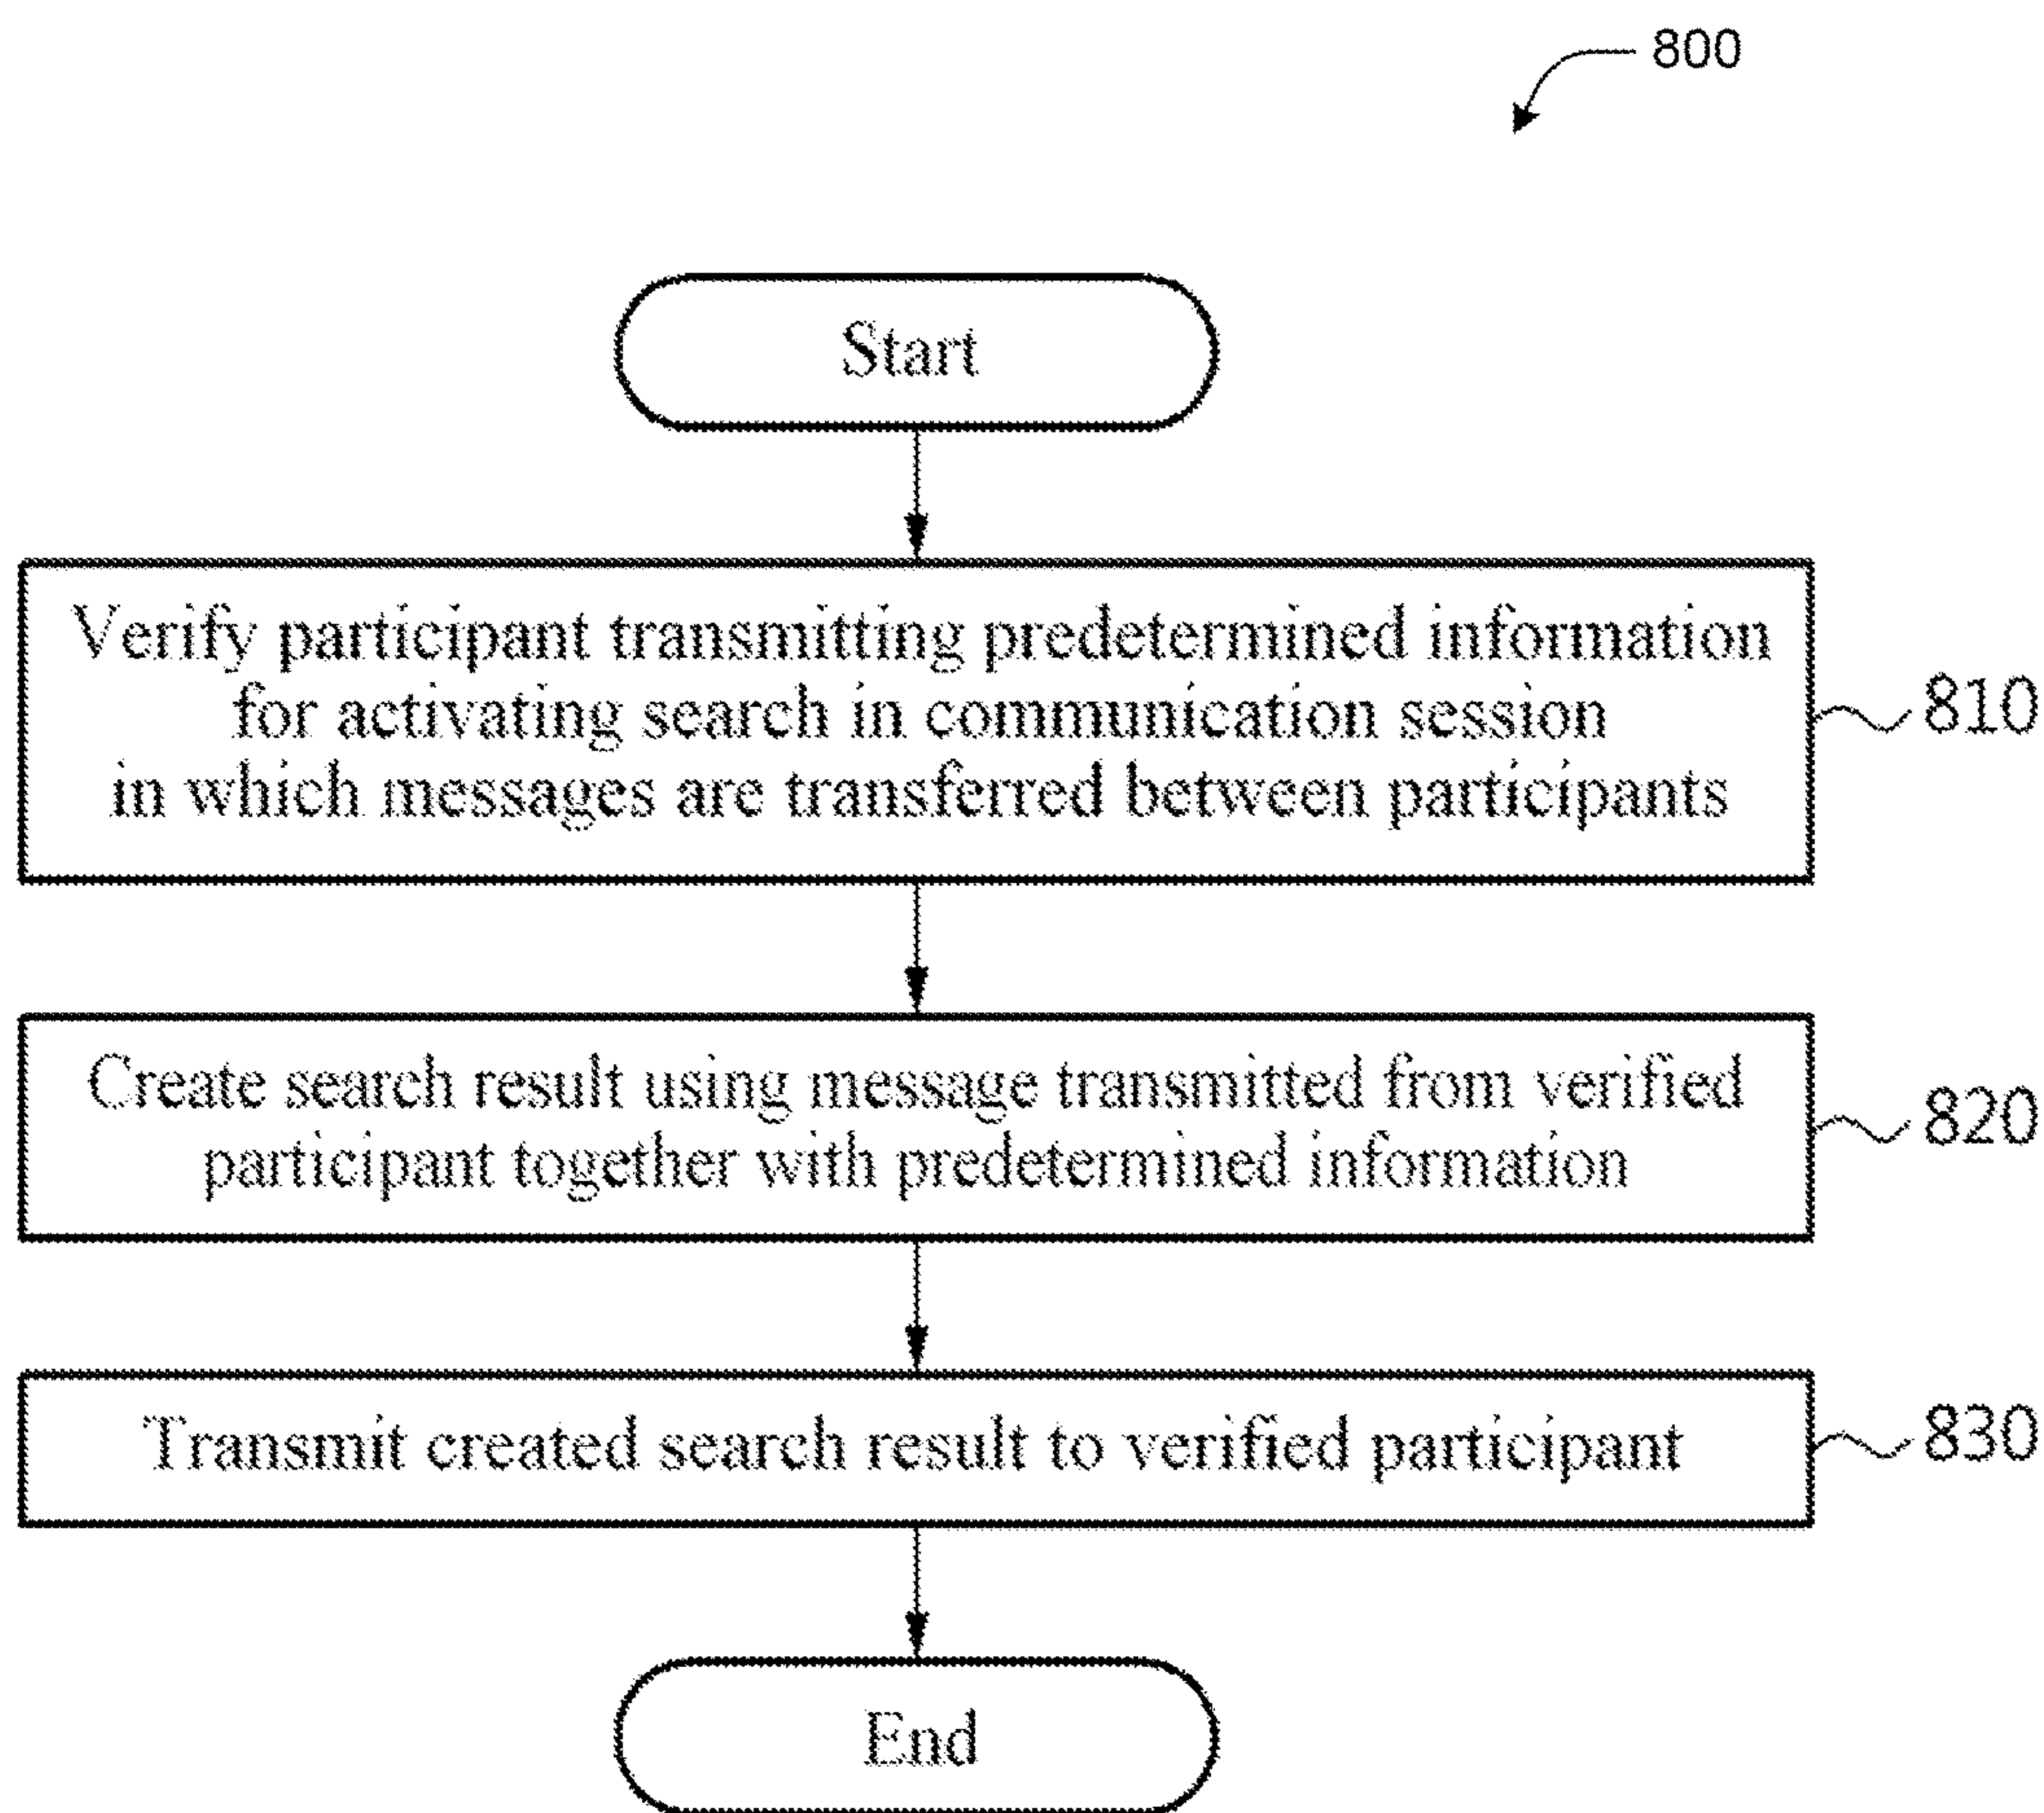 800
Start
Verify participant transmitting predetermined information
for activating search in communication session
in which messages are transferred between participants
810
Create search result using message transmitted from verified
participant together with predetermined information
820
Transmit created search result to verified participant
830
End